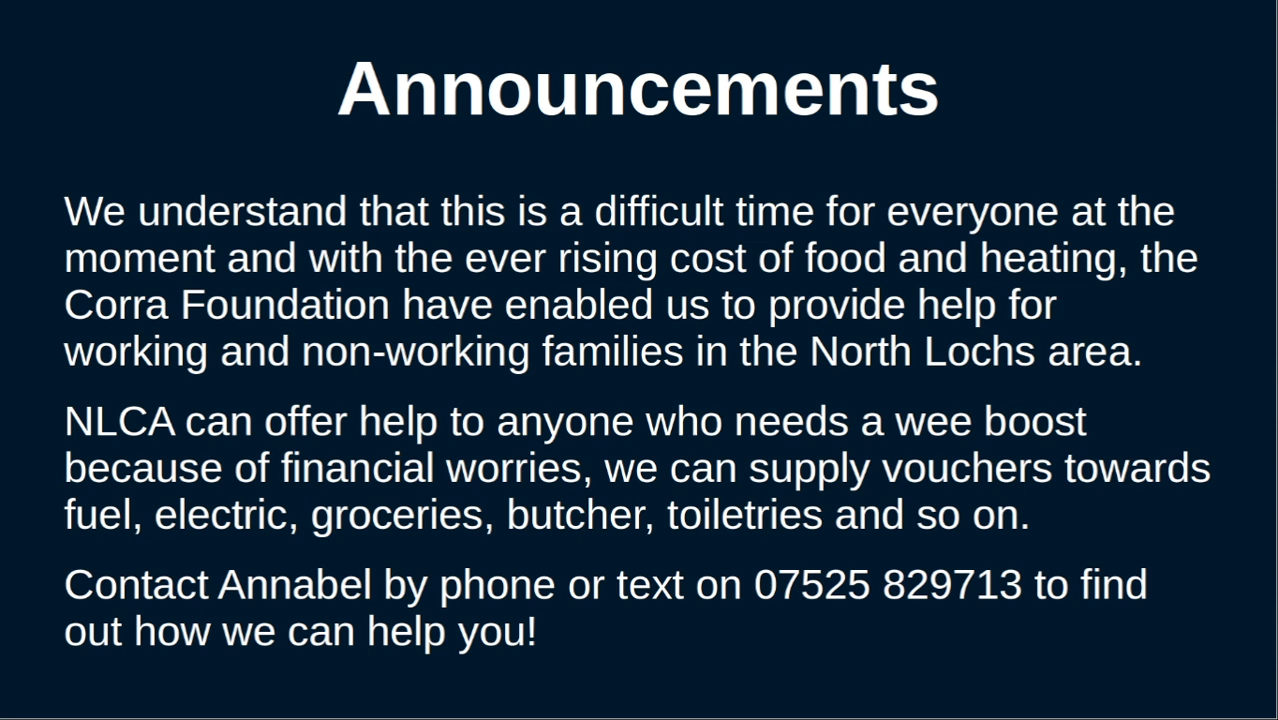 Announcements
We understand that this is a difficult time for everyone at the
moment and with the ever rising cost of food and heating, the
Corra Foundation have enabled us to provide help for
working and non-working families in the North Lochs area.
NLCA can offer help to anyone who needs a wee boost
because of financial worries, we can supply vouchers towards
fuel, electric, groceries, butcher, toiletries and so on.
Contact Annabel by phone or text on 07525 829713 to find
out how we can help you!